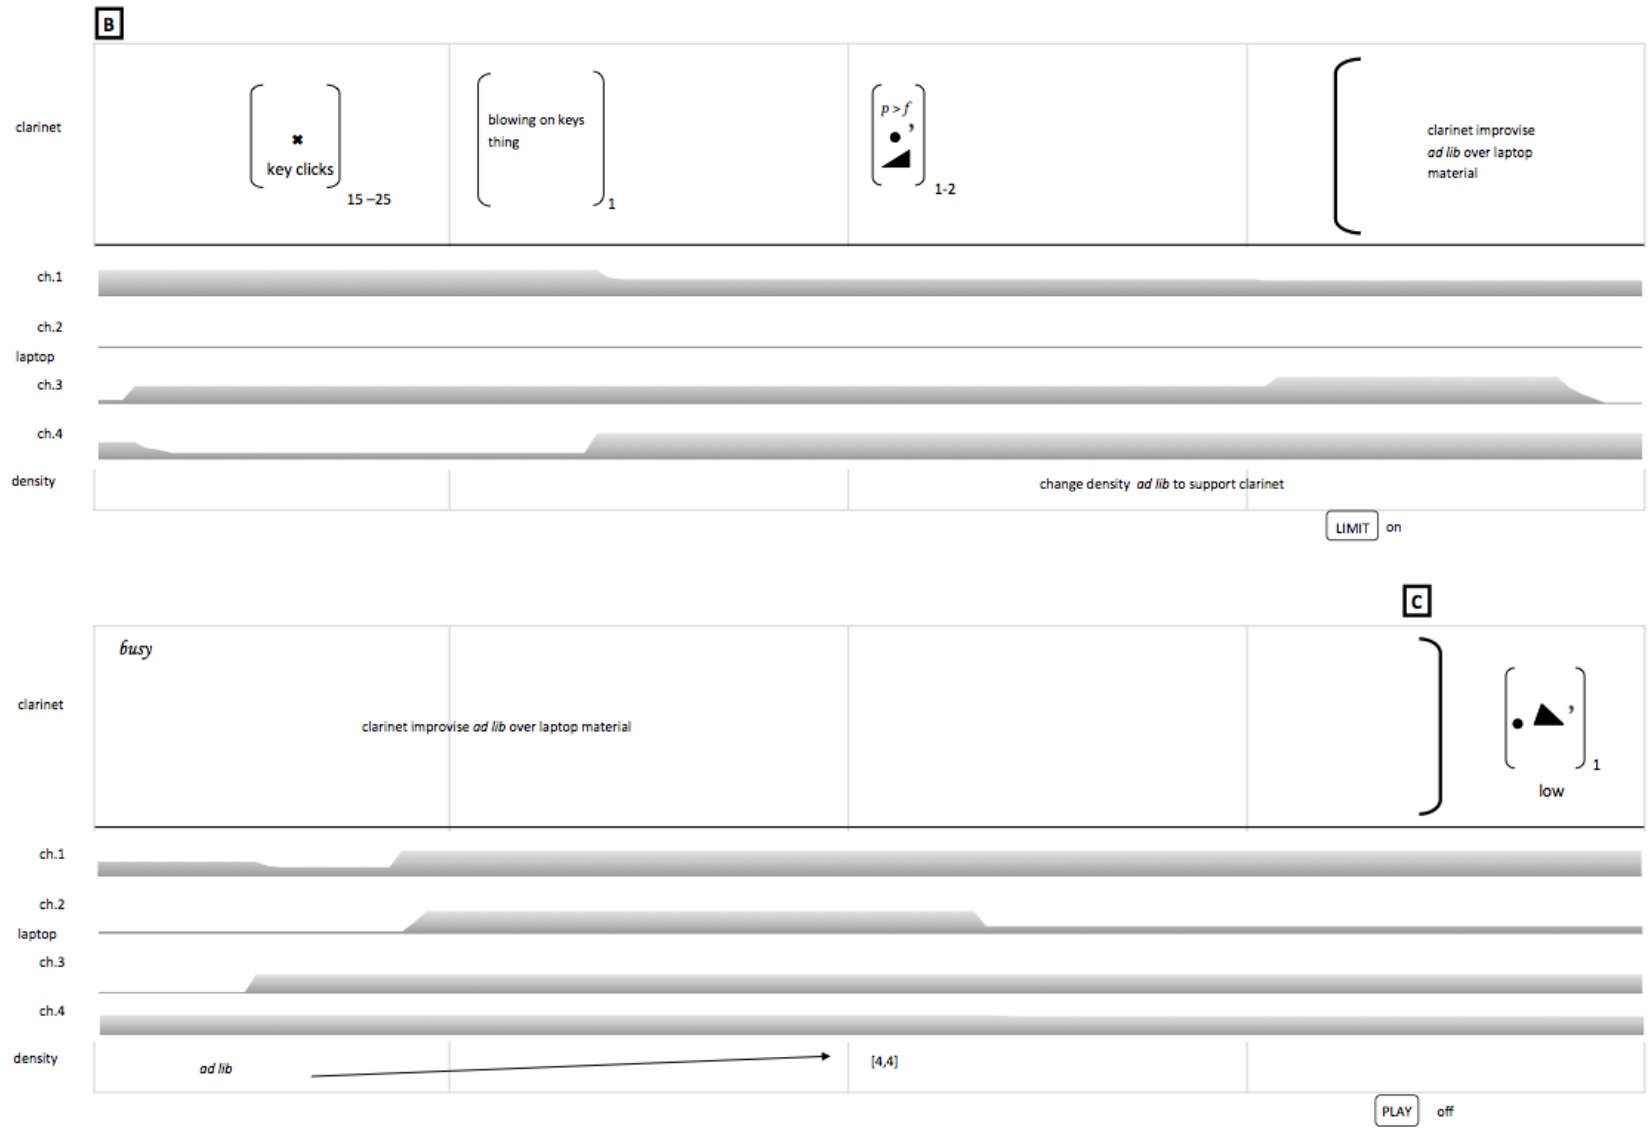 B
clarinet
key clicks
15 –25
blowing on keys
thing
1
p > f
,
1-2
clarinet improvise
ad lib over laptop
material
ch.1
ch.2
laptop
ch.3
ch.4
density
change density ad lib to support clarinet
LIMIT on
C
busy
clarinet
clarinet improvise ad lib over laptop material
,
1
low
ch.1
ch.2
laptop
ch.3
ch.4
density
ad lib
[4,4]
PLAY off